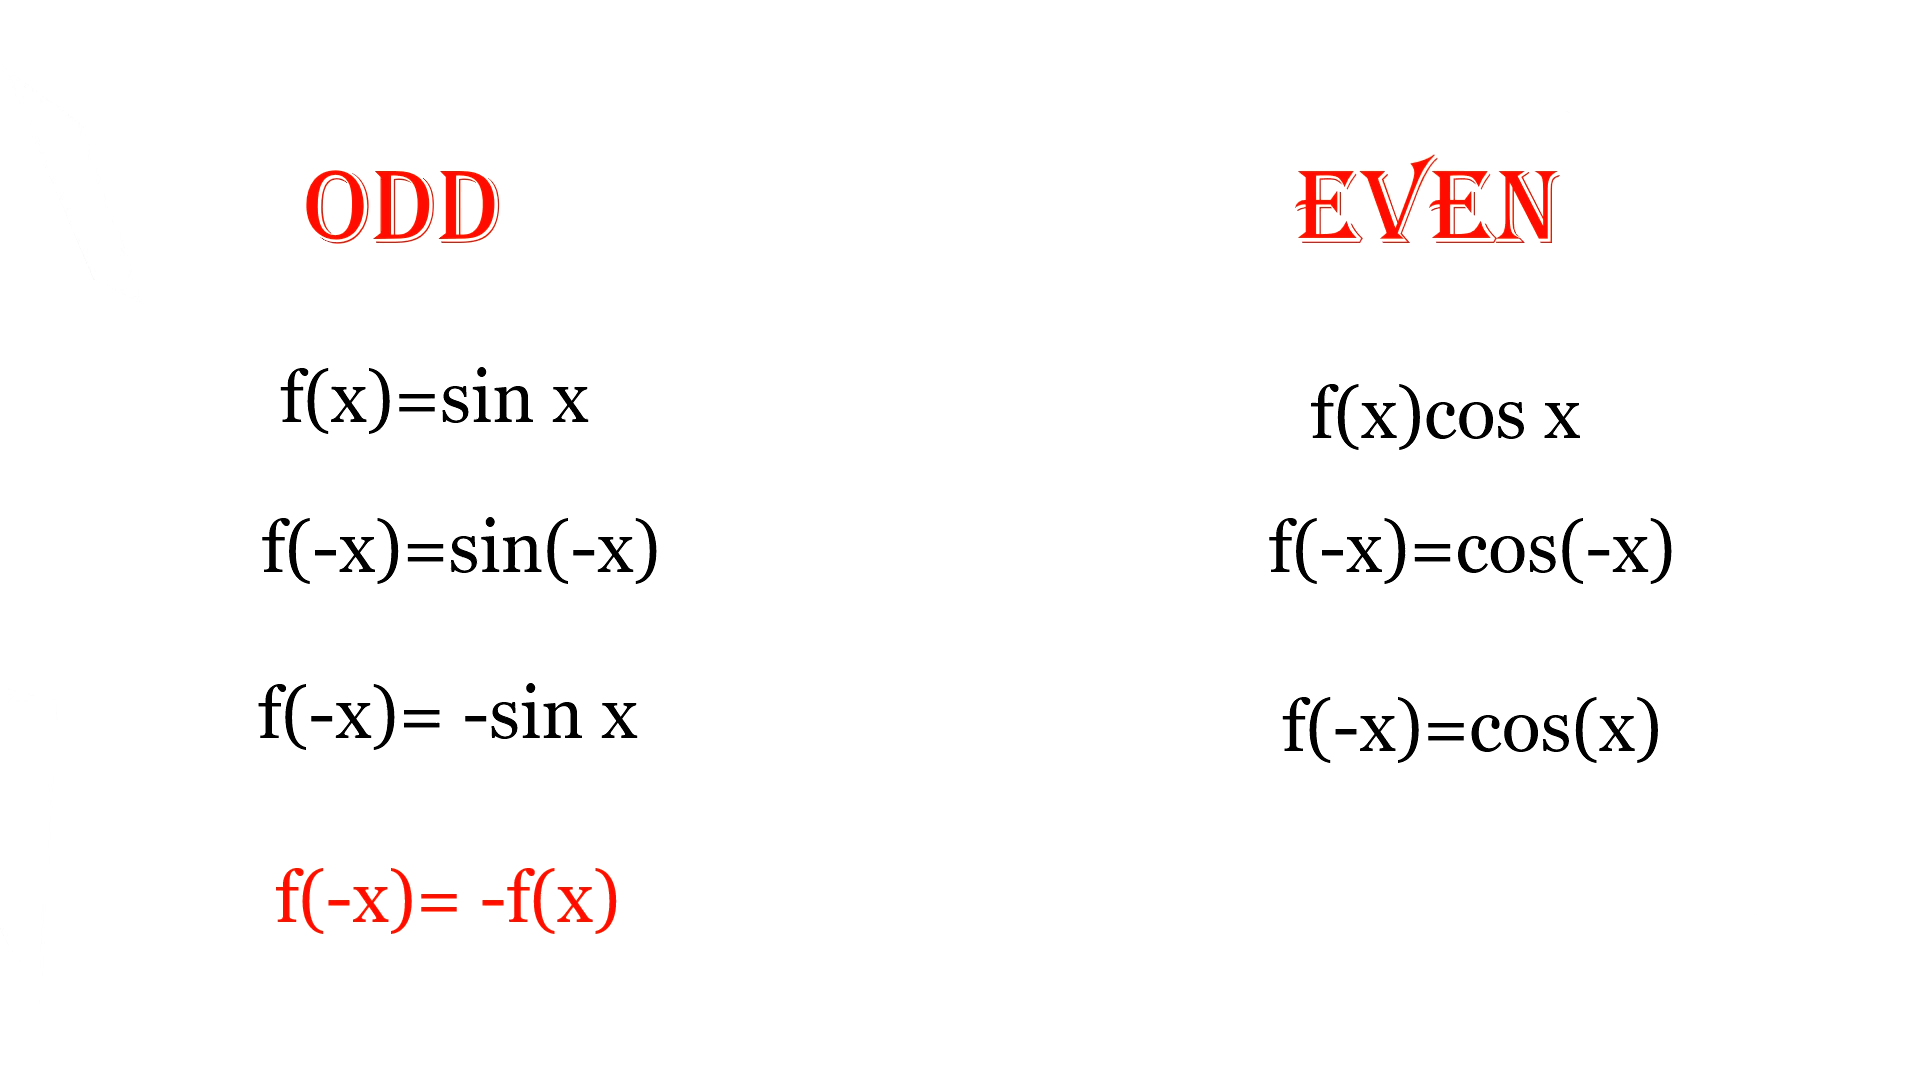 ODD
f(x)=sin x
f(-x)=sin(-x)
f(-x)= -sin x
f(-x)= -f(x)
EVEN
f(x)cos x
f(-x)=cos(-x)
f(-x)=cos(x)